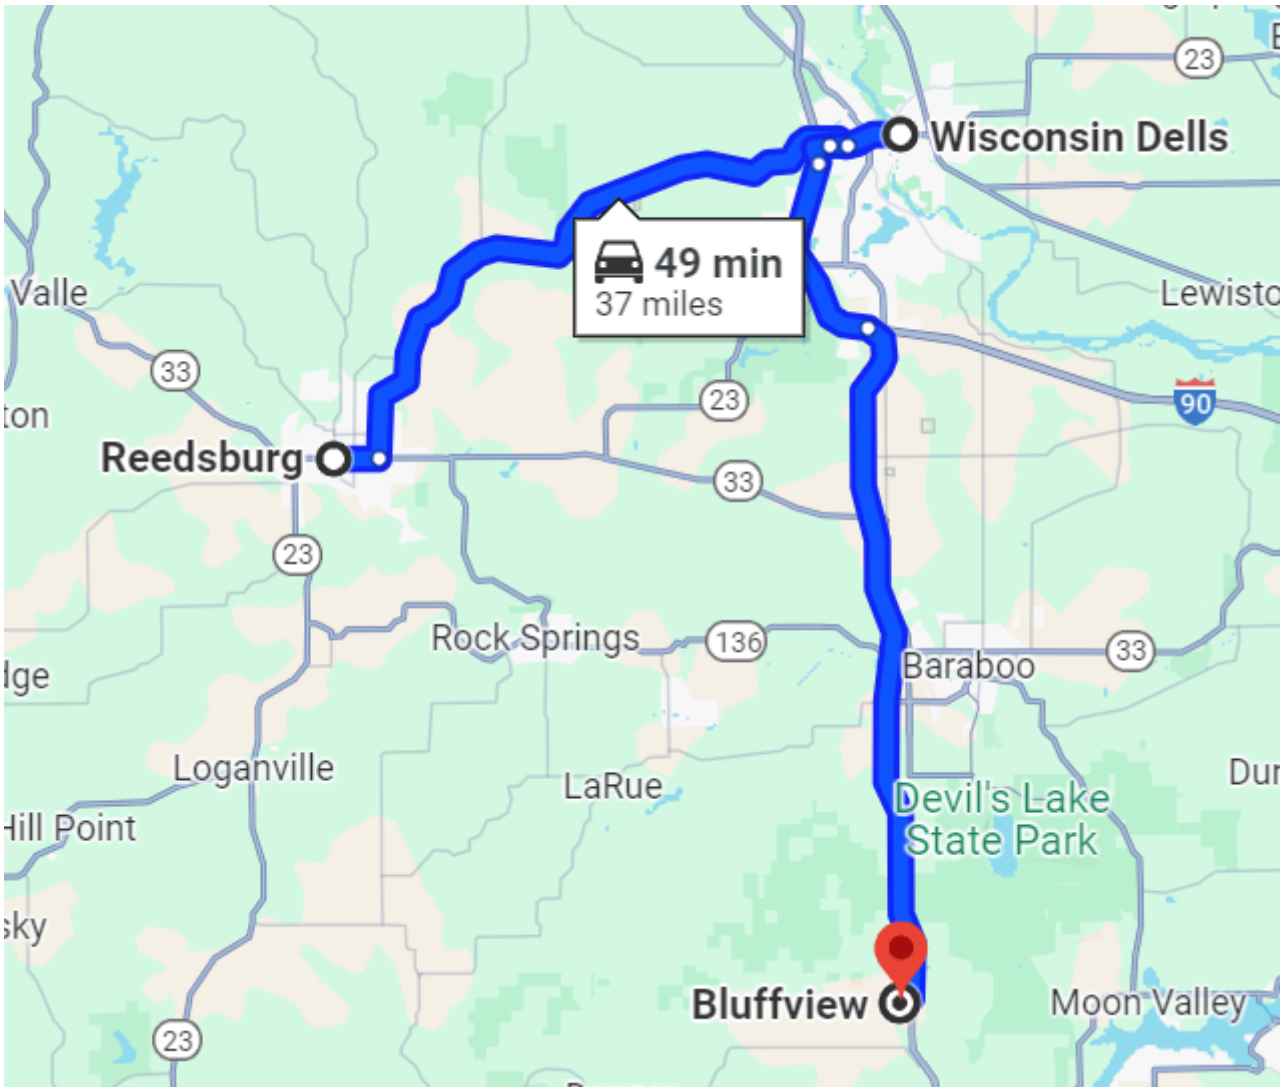 23
Wisconsin Dells
49 min
37 miles
Valle
Lewisto
33
90
23
ton
Reedsburg
33
23
Rock Springs
136
33
Baraboo
dge
Loganville
LaRue
Devil's Lake
State Park
Dur
Hill Point
sky
Bluffview
Moon Valley
23